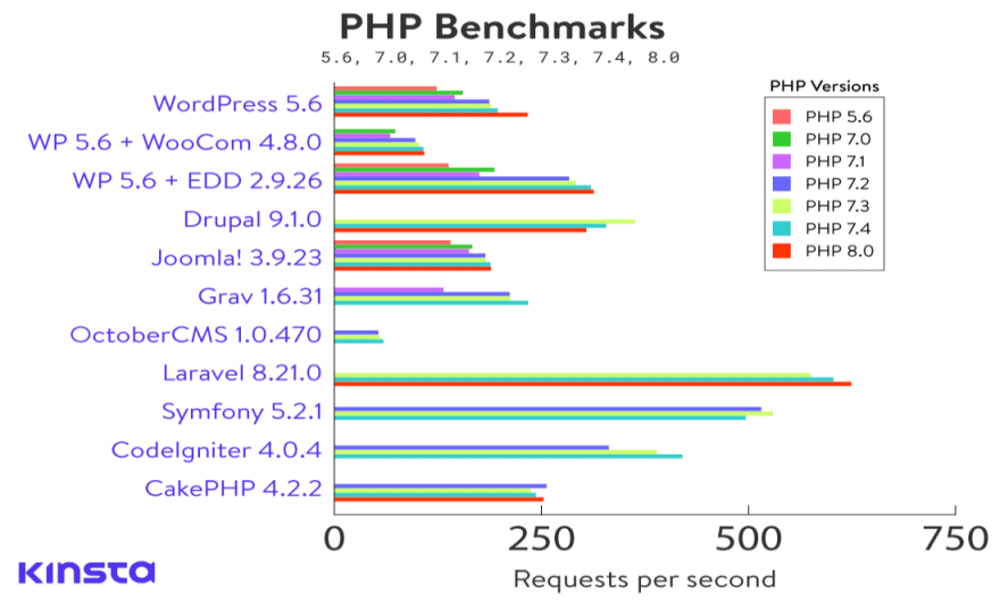 PHP Benchmarks
5.6, 7.0, 7.1, 7.2, 7.3, 7.4, 8.0
PHP Versions
PHP 5.6
PHP 7.0
PHP 7.1
PHP 7.2
PHP 7.3
PHP 7.4
PHP 8.0
WordPress 5.6
WP 5.6 + WooCom 4.8.0
WP 5.6 + EDD 2.9.26
Drupal 9.1.0
Joomla! 3.9.23
Grav 1.6.31
OctoberCMS 1.0.470
Laravel 8.21.0
Symfony 5.2.1
CodeIgniter 4.0.4
CakePHP 4.2.2
0 250 500 750
Requests per second
KINSTA